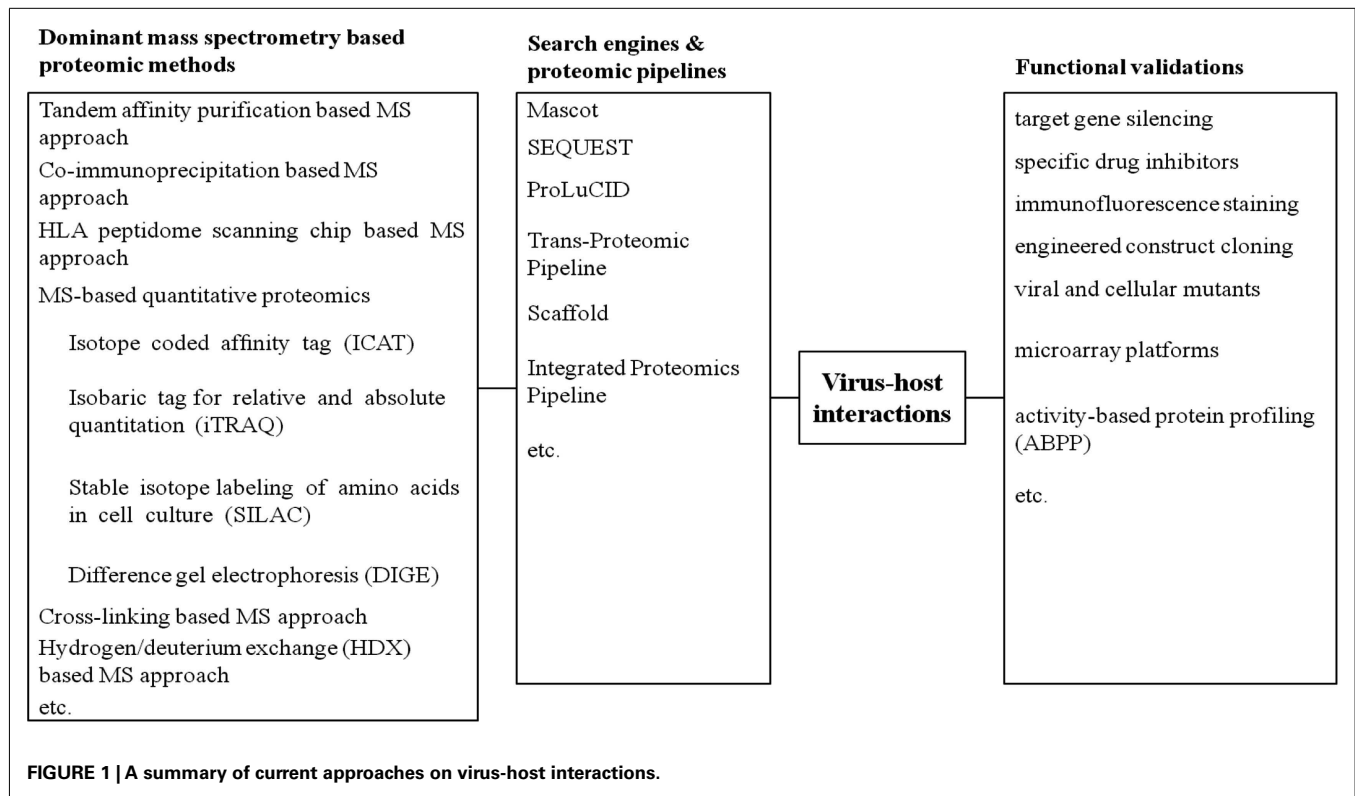 Dominant mass spectrometry based
proteomic methods
Tandem affinity purification based MS
approach
Co-immunoprecipitation based MS
approach
HLA peptidome scanning chip based MS
approach
MS-based quantitative proteomics
Isotope coded affinity tag (ICAT)
Isobaric tag for relative and absolute
quantitation (iTRAQ)
Stable isotope labeling of amino acids
in cell culture (SILAC)
Difference gel electrophoresis (DIGE)
Cross-linking based MS approach
Hydrogen/deuterium exchange (HDX)
based MS approach
etc.
Search engines &
proteomic pipelines
Mascot
SEQUEST
ProLuCID
Trans-Proteomic
Pipeline
Scaffold
Integrated Proteomics
Pipeline
etc.
Virus-host
interactions
Functional validations
target gene silencing
specific drug inhibitors
immunofluorescence staining
engineered construct cloning
viral and cellular mutants
microarray platforms
activity-based protein profiling
(ABPP)
etc.
FIGURE 1 | A summary of current approaches on virus-host interactions.